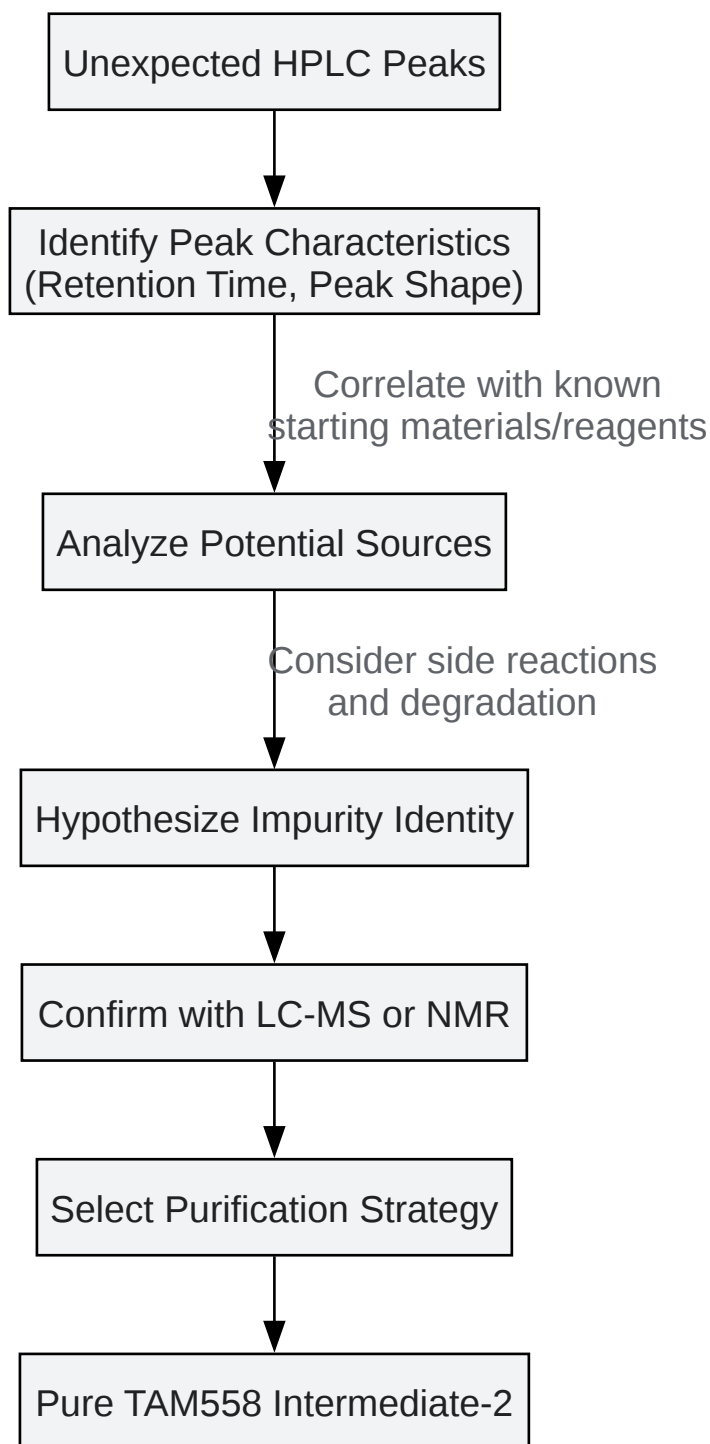 Unexpected HPLC Peaks
Identify Peak Characteristics
(Retention Time, Peak Shape)
Correlate with known
starting materials/reagents
Analyze Potential Sources
Consider side reactions
and degradation
Hypothesize Impurity Identity
Confirm with LC-MS or NMR
Select Purification Strategy
Pure TAM558 Intermediate-2